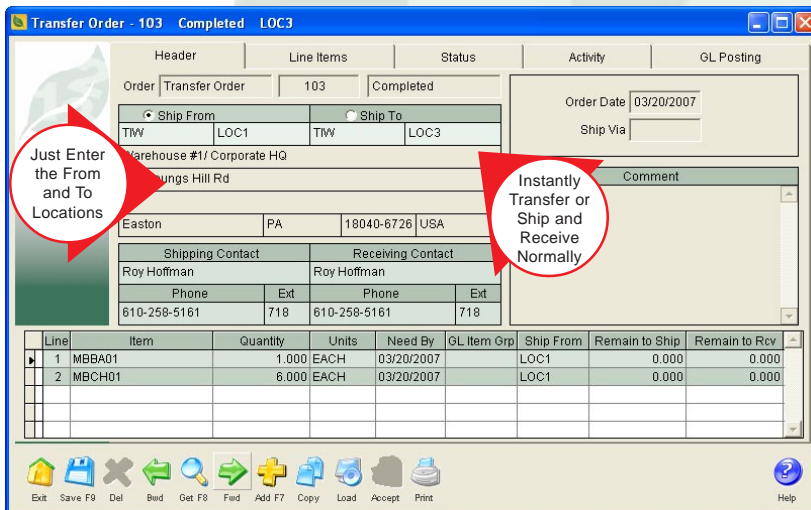 Transfer Order - 103 Completed LOC3
Header Line Items Status Activity GL Posting
Order Transfer Order 103 Completed
Order Date 03/20/2007
Ship Via
Ship From Ship To
TIW LOC1 TIW LOC3
Warehouse #1/ Corporate HQ
Hill Rd
Easton PA 18040-6726 USA
Shipping Contact Receiving Contact
Roy Hoffman Roy Hoffman
Phone Ext Phone Ext
610-258-5161 718 610-258-5161 718
Comment
Just Enter
the From
and To
Locations
Instantly
Transfer or
Ship and
Receive
Normally
Line Item Quantity Units Need By GL Item Grp Ship From Remain to Ship Remain to Rcv
1 MBBA01 1.000 EACH 03/20/2007 LOC1 0.000 0.000
2 MBCH01 6.000 EACH 03/20/2007 LOC1 0.000 0.000
Exit Save F9 Del Bwd Get F8 Fwd Add F7 Copy Load Accept Print Help